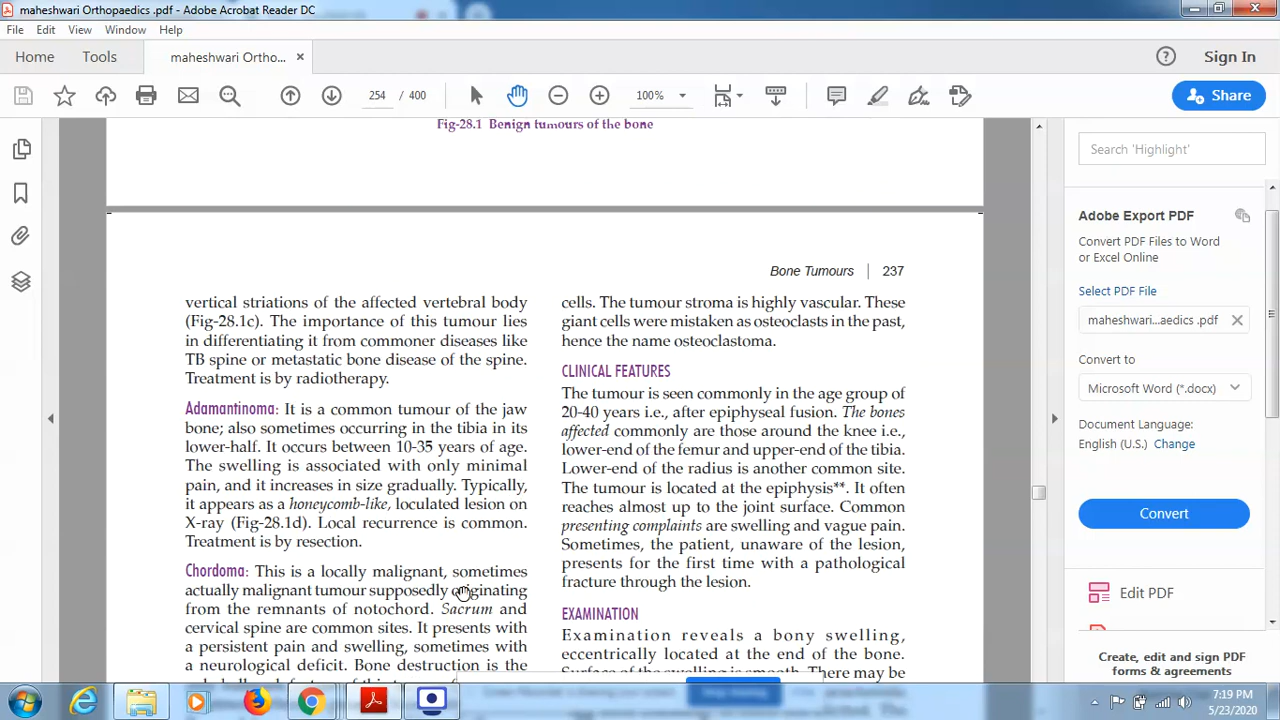 maheshwari Orthopaedics .pdf - Adobe Acrobat Reader DC
File Edit View Window Help
Home Tools maheshwari Ortho... × Sign In
254 / 400 100% Share
Fig-28.1 Benign tumours of the bone
Bone Tumours | 237
vertical striations of the affected vertebral body
(Fig-28.1c). The importance of this tumour lies
in differentiating it from commoner diseases like
TB spine or metastatic bone disease of the spine.
Treatment is by radiotherapy.
Adamantinoma: It is a common tumour of the jaw
bone; also sometimes occurring in the tibia in its
lower-half. It occurs between 10-35 years of age.
The swelling is associated with only minimal
pain, and it increases in size gradually. Typically,
it appears as a honeycomb-like, loculated lesion on
X-ray (Fig-28.1d). Local recurrence is common.
Treatment is by resection.
Chordoma: This is a locally malignant, sometimes
actually malignant tumour supposedly originating
from the remnants of notochord. Sacrum and
cervical spine are common sites. It presents with
a persistent pain and swelling, sometimes with
a neurological deficit. Bone destruction is the
cells. The tumour stroma is highly vascular. These
giant cells were mistaken as osteoclasts in the past,
hence the name osteoclastoma.
CLINICAL FEATURES
The tumour is seen commonly in the age group of
20-40 years i.e., after epiphyseal fusion. The bones
affected commonly are those around the knee i.e.,
lower-end of the femur and upper-end of the tibia.
Lower-end of the radius is another common site.
The tumour is located at the epiphysis**. It often
reaches almost up to the joint surface. Common
presenting complaints are swelling and vague pain.
Sometimes, the patient, unaware of the lesion,
presents for the first time with a pathological
fracture through the lesion.
EXAMINATION
Examination reveals a bony swelling,
eccentrically located at the end of the bone.
Surface of the swelling is smooth. There may be
Search 'Highlight'
Adobe Export PDF
Convert PDF Files to Word
or Excel Online
Select PDF File
maheshwari...aedics .pdf
Convert to
Microsoft Word (*.docx)
Document Language:
English (U.S.) Change
Convert
Edit PDF
Create, edit and sign PDF
forms & agreements
7:19 PM
5/23/2020